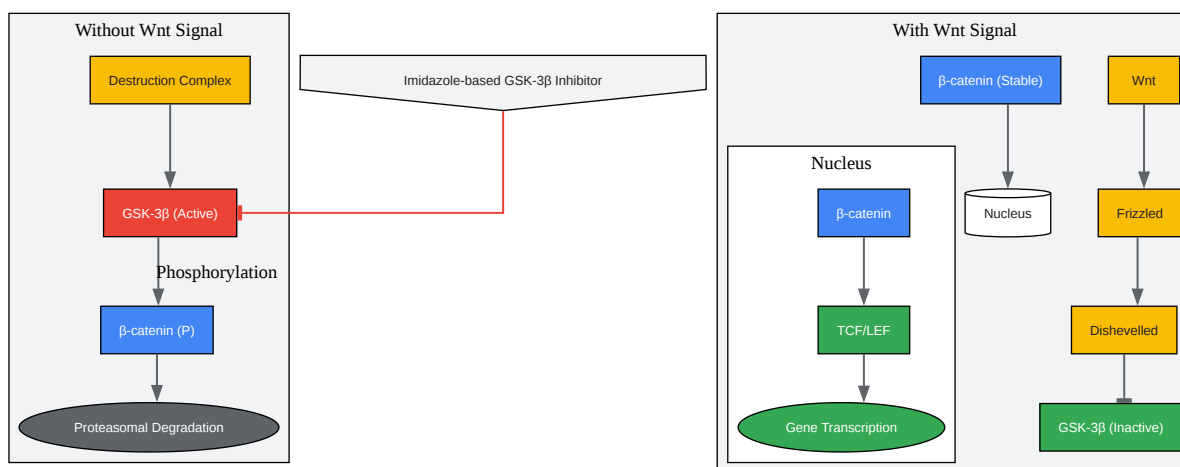 Without Wnt Signal
Destruction Complex
GSK-3β (Active)
Phosphorylation
β-catenin (P)
Proteasomal Degradation
Imidazole-based GSK-3β Inhibitor
With Wnt Signal
β-catenin (Stable)
Wnt
Nucleus
β-catenin
Nucleus
Frizzled
TCF/LEF
Dishevelled
Gene Transcription
GSK-3β (Inactive)